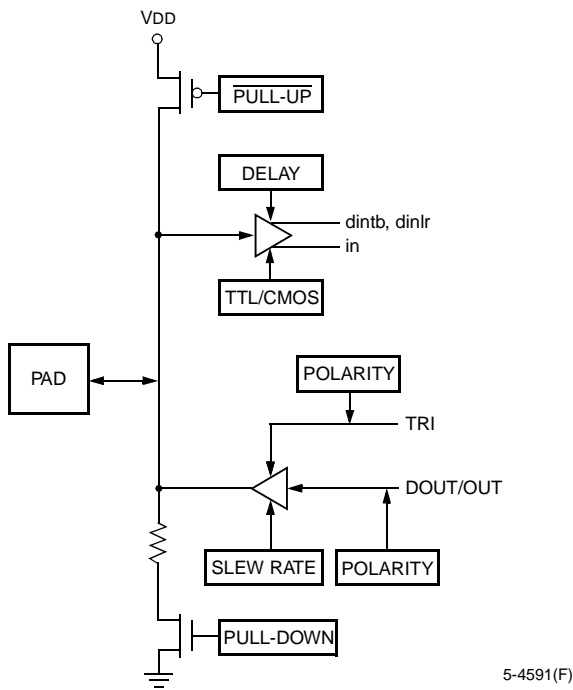 VDD
PULL-UP
DELAY
dintb, dinlr
in
TTL/CMOS
PAD
POLARITY
TRI
DOUT/OUT
SLEW RATE
POLARITY
PULL-DOWN
5-4591(F)